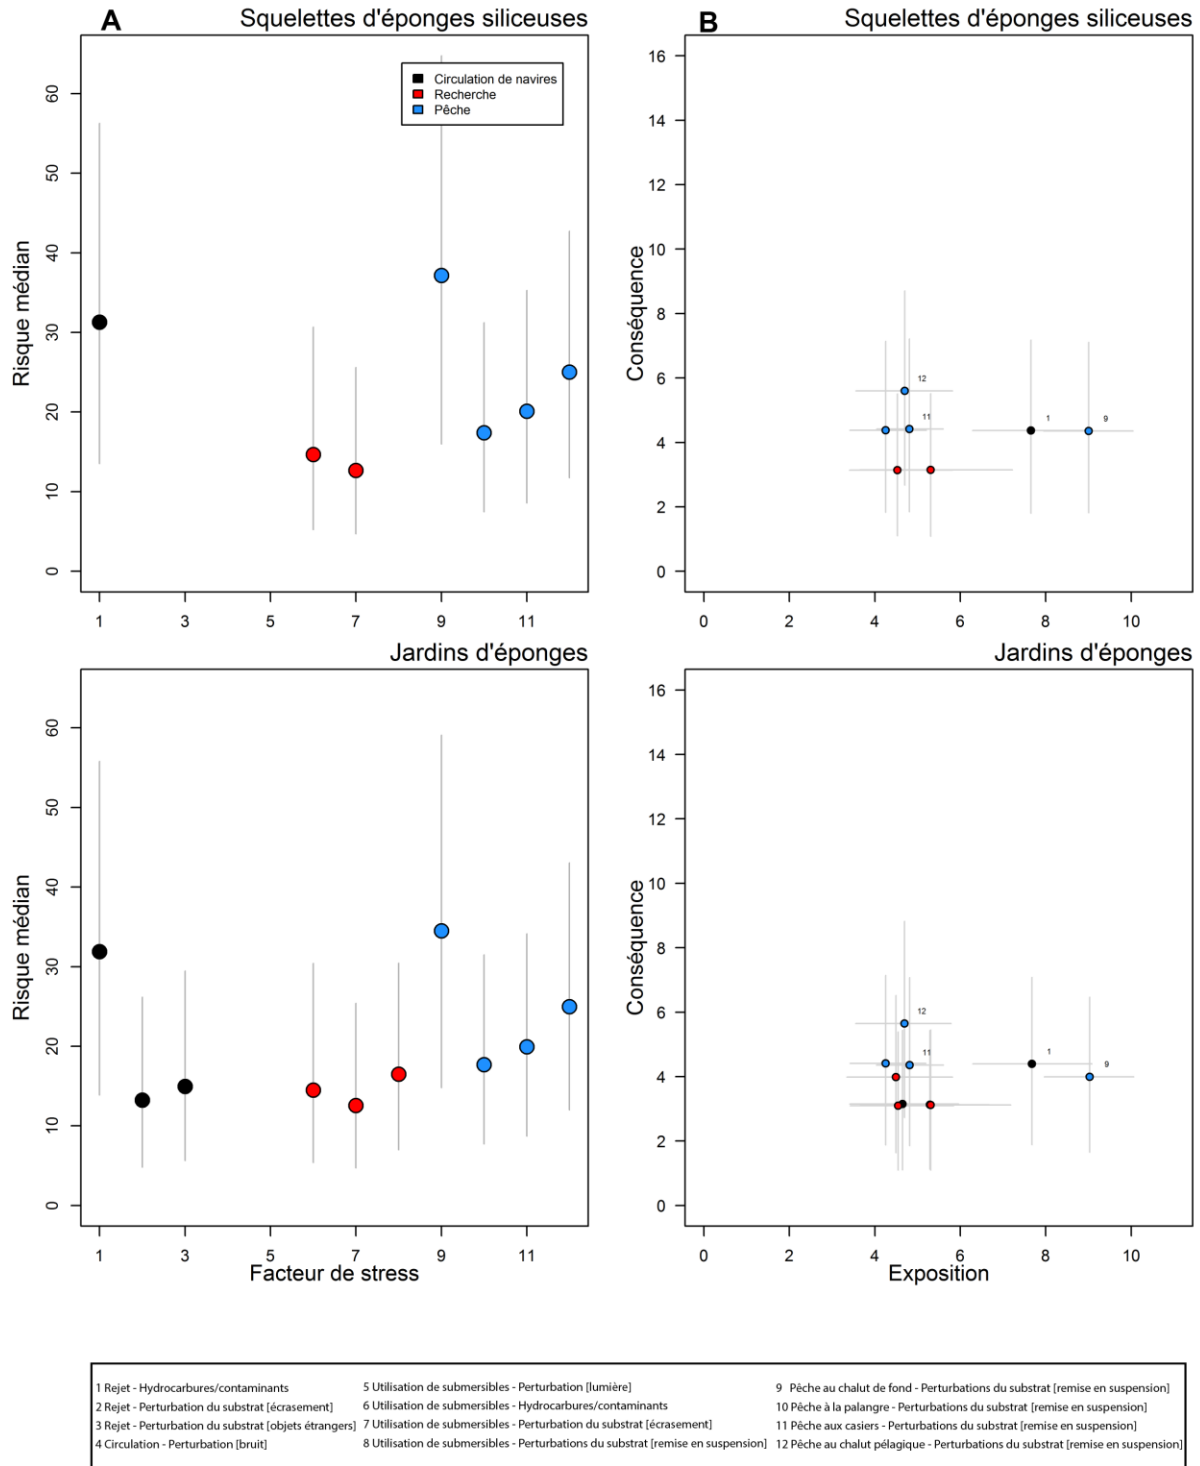 A
Squelettes d'éponges siliceuses
Risque médian
60
50
40
30
20
10
0
Circulation de navires
Recherche
Pêche
1
3
5
7
9
11
B
Squelettes d'éponges siliceuses
Conséquence
16
14
12
10
8
6
4
2
0
12
11
1
9
0
2
4
6
8
10
Jardins d'éponges
Risque médian
60
50
40
30
20
10
0
1
3
5
7
9
11
Facteur de stress
Jardins d'éponges
Conséquence
16
14
12
10
8
6
4
2
0
12
11
1
9
0
2
4
6
8
10
Exposition
1 Rejet - Hydrocarbures/contaminants
2 Rejet - Perturbation du substrat [écrasement]
3 Rejet - Perturbation du substrat [objets étrangers]
4 Circulation - Perturbation [bruit]
5 Utilisation de submersibles - Perturbation [lumière]
6 Utilisation de submersibles - Hydrocarbures/contaminants
7 Utilisation de submersibles - Perturbation du substrat [écrasement]
8 Utilisation de submersibles - Perturbations du substrat [remise en suspension]
9 Pêche au chalut de fond - Perturbations du substrat [remise en suspension]
10 Pêche à la palangre - Perturbations du substrat [remise en suspension]
11 Pêche aux casiers - Perturbations du substrat [remise en suspension]
12 Pêche au chalut pélagique - Perturbations du substrat [remise en suspension]